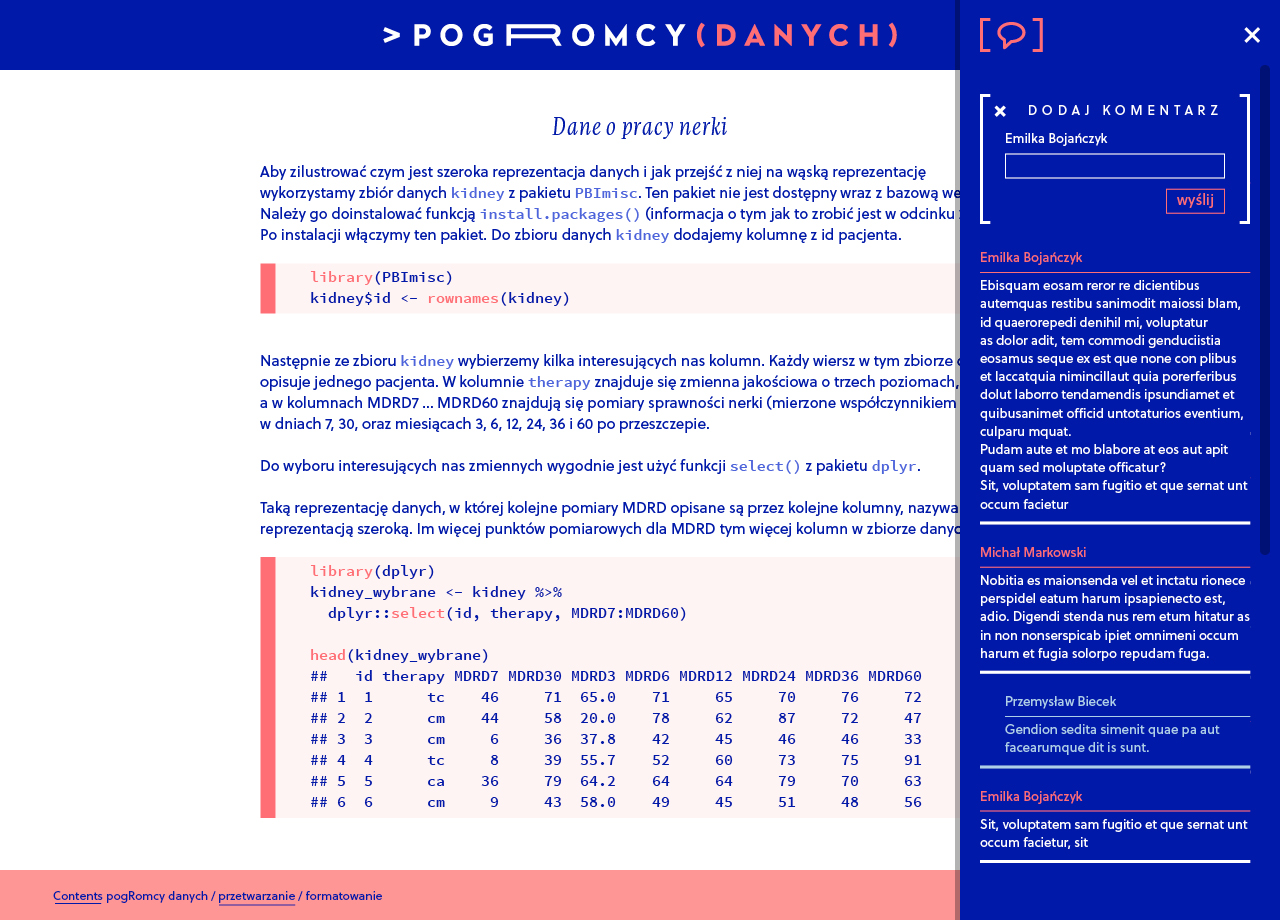 > POGROMCY(DANYCH)
Dane o pracy nerki
Aby zilustrować czym jest szeroka reprezentacja danych i jak przejść z niej na wąską reprezentację
wykorzystamy zbiór danych kidney z pakietu PBImisc. Ten pakiet nie jest dostępny wraz z bazową
Należy go doinstalować funkcją install.packages() (informacja o tym jak to zrobić jest w odcinku
Po instalacji włączymy ten pakiet. Do zbioru danych kidney dodajemy kolumnę z id pacjenta.
library(PBImisc)
kidney$id <- rownames(kidney)
Następnie ze zbioru kidney wybierzemy kilka interesujących nas kolumn. Każdy wiersz w tym zbiorze
opisuje jednego pacjenta. W kolumnie therapy znajduje się zmienna jakościowa o trzech poziomach,
a w kolumnach MDRD7 ... MDRD60 znajdują się pomiary sprawności nerki (mierzone współczynnikiem
w dniach 7, 30, oraz miesiącach 3, 6, 12, 24, 36 i 60 po przeszczepie.
Do wyboru interesujących nas zmiennych wygodnie jest użyć funkcji select() z pakietu dplyr.
Taką reprezentację danych, w której kolejne pomiary MDRD opisane są przez kolejne kolumny,
reprezentacją szeroką. Im więcej punktów pomiarowych dla MDRD tym więcej kolumn w zbiorze
library(dplyr)
kidney_wybrane <- kidney %>%
  dplyr::select(id, therapy, MDRD7:MDRD60)
head(kidney_wybrane)
##   id therapy MDRD7 MDRD30 MDRD3 MDRD6 MDRD12 MDRD24 MDRD36 MDRD60
## 1  1      tc    46     71  65.0    71     65     70     76     72
## 2  2      cm    44     58  20.0    78     62     87     72     47
## 3  3      cm     6     36  37.8    42     45     46     46     33
## 4  4      tc     8     39  55.7    52     60     73     75     91
## 5  5      ca    36     79  64.2    64     64     79     70     63
## 6  6      cm     9     43  58.0    49     45     51     48     56
Contents pogRomcy danych / przetwarzanie / formatowanie
[ ]
×
× DODAJ KOMENTARZ
Emilka Bojańczyk
wyślij
Emilka Bojańczyk
Ebisquam eosam reror re dicientibus
autemquas restibu sanimodit maiossi blam,
id quaerorepedi denihil mi, voluptatur
as dolor adit, tem commodi genduciistia
eosamus seque ex est que none con plibus
et laccatquia nimincillaut quia porerferibus
dolut laborro tendamendis ipsundiamet et
quibusanimet officid untotaturios eventium,
culparu mquat.
Pudam aute et mo blabore at eos aut apit
quam sed moluptate officatur?
Sit, voluptatem sam fugitio et que sernat unt
occum facietur
Michał Markowski
Nobitia es maionsenda vel et inctatu rionece
perspidel eatum harum ipsapienecto est,
adio. Digendi stenda nus rem etum hitatur as
in non nonserspicab ipiet omnimeni occum
harum et fugia solorpo repudam fuga.
Przemysław Biecek
Gendion sedita simenit quae pa aut
facearumque dit is sunt.
Emilka Bojańczyk
Sit, voluptatem sam fugitio et que sernat unt
occum facietur, sit